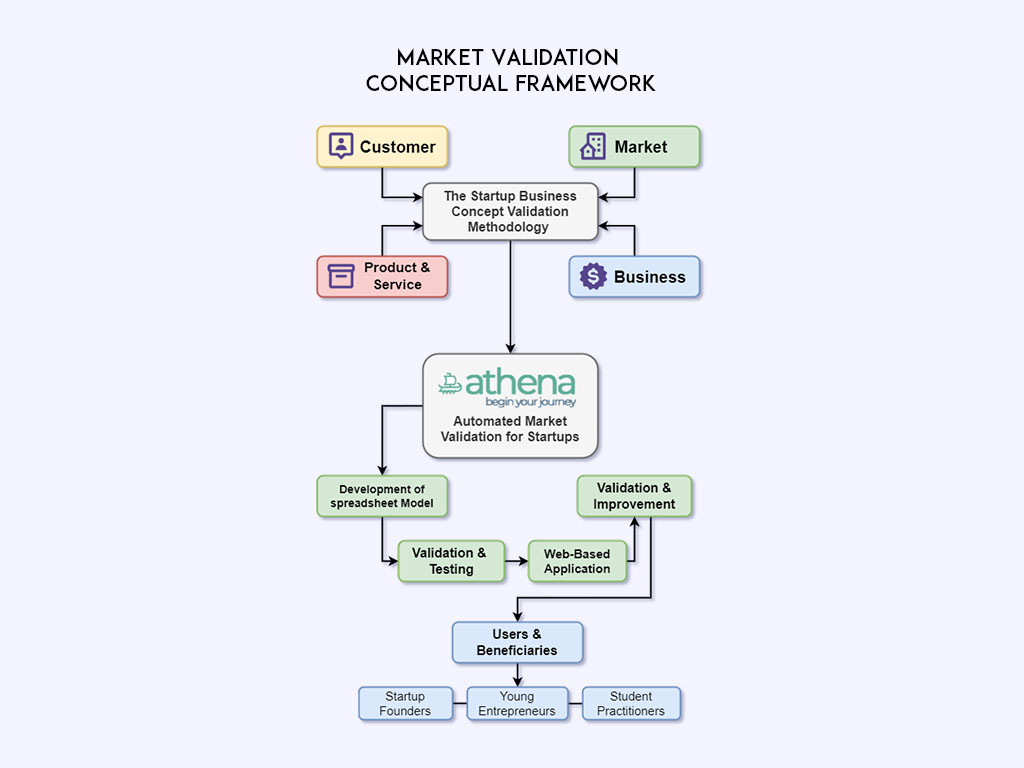 MARKET VALIDATION
CONCEPTUAL FRAMEWORK
Customer
Market
The Startup Business
Concept Validation
Methodology
Product &
Service
Business
athena
begin your journey
Automated Market
Validation for Startups
Development of
spreadsheet Model
Validation &
Improvement
Validation &
Testing
Web-Based
Application
Users &
Beneficiaries
Startup
Founders
Young
Entrepreneurs
Student
Practitioners